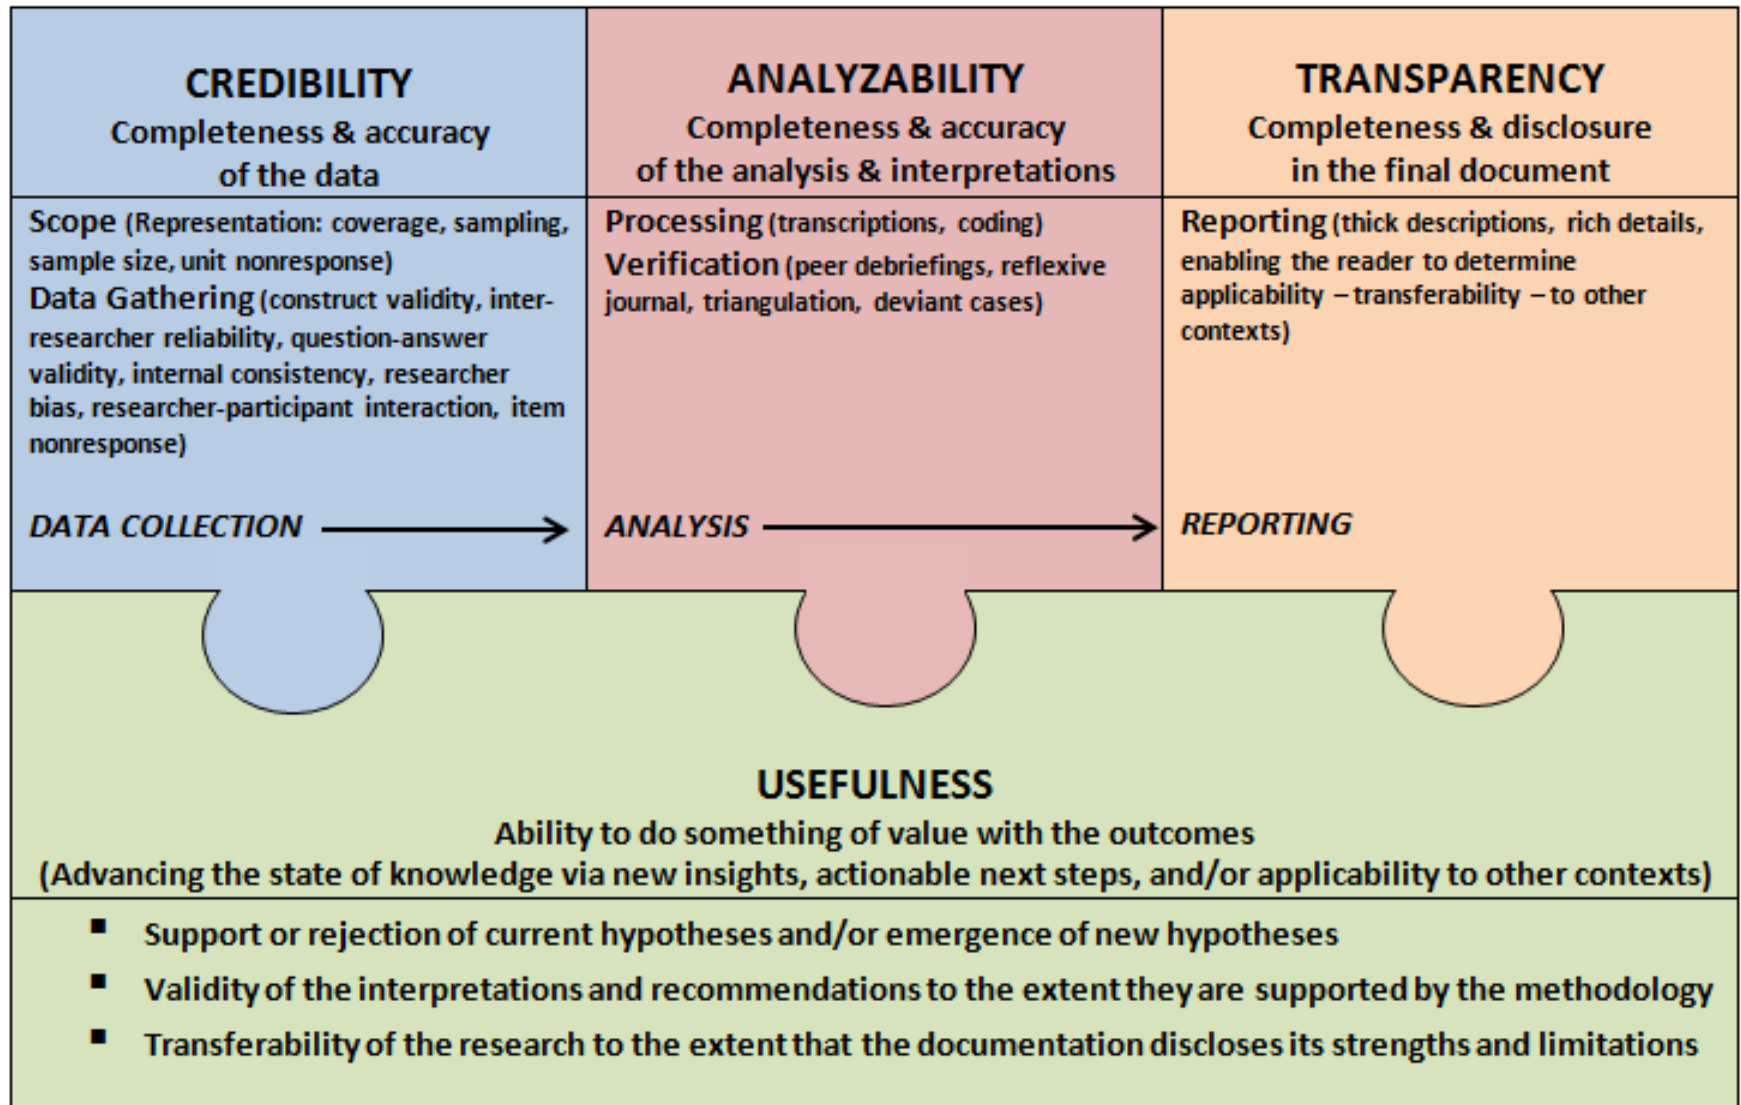 CREDIBILITY
Completeness & accuracy
of the data
Scope (Representation: coverage, sampling,
sample size, unit nonresponse)
Data Gathering (construct validity, inter-
researcher reliability, question-answer
validity, internal consistency, researcher
bias, researcher-participant interaction, item
nonresponse)
DATA COLLECTION
ANALYZABILITY
Completeness & accuracy
of the analysis & interpretations
Processing (transcriptions, coding)
Verification (peer debriefings, reflexive
journal, triangulation, deviant cases)
ANALYSIS
TRANSPARENCY
Completeness & disclosure
in the final document
Reporting (thick descriptions, rich details,
enabling the reader to determine
applicability – transferability – to other
contexts)
REPORTING
USEFULNESS
Ability to do something of value with the outcomes
(Advancing the state of knowledge via new insights, actionable next steps, and/or applicability to other contexts)
▪ Support or rejection of current hypotheses and/or emergence of new hypotheses
▪ Validity of the interpretations and recommendations to the extent they are supported by the methodology
▪ Transferability of the research to the extent that the documentation discloses its strengths and limitations